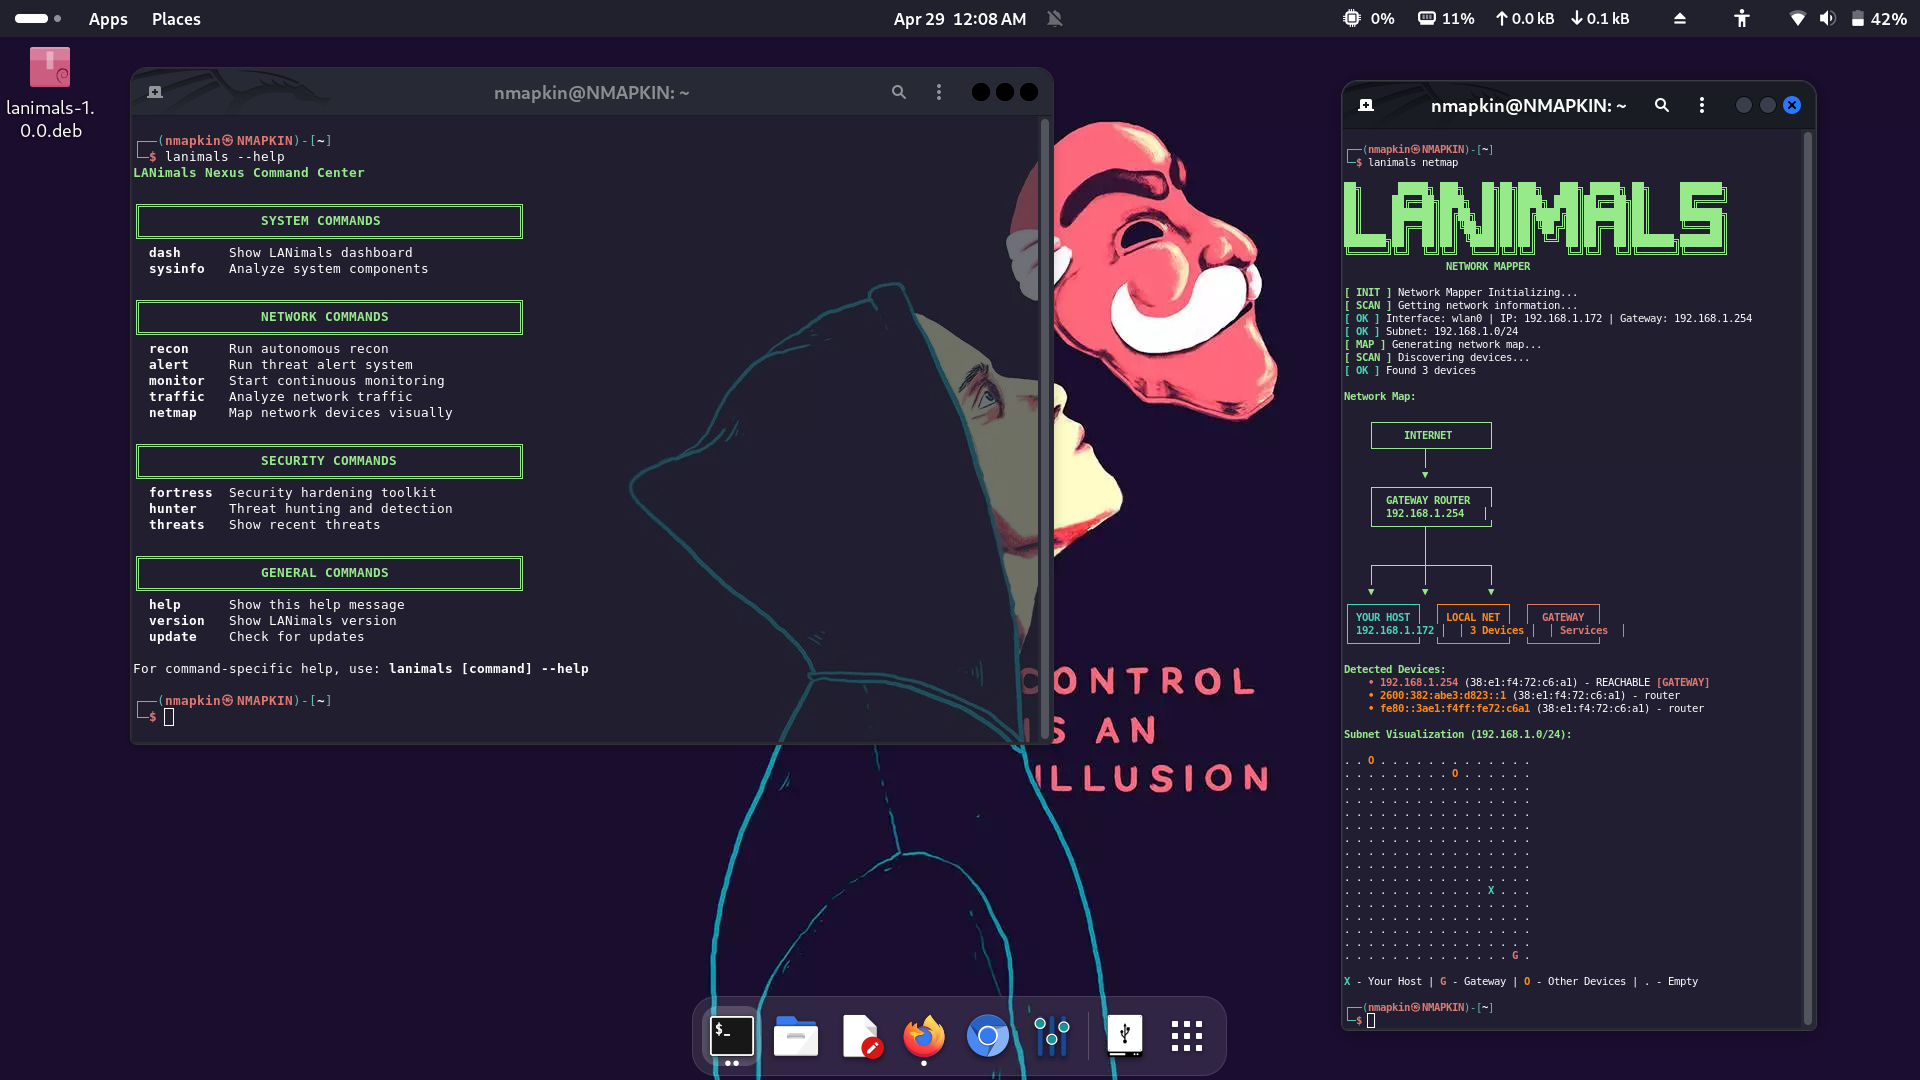 Apps Places Apr 29 12:08 AM 0% 11% 0.0 kB 0.1 kB 42%
lanimals-1.
0.0.deb
nmapkin@NMAPKIN: ~
┌──(nmapkin㉿NMAPKIN)-[~]
└─$ lanimals --help
LANimals Nexus Command Center
SYSTEM COMMANDS
dash Show LANimals dashboard
sysinfo Analyze system components
NETWORK COMMANDS
recon Run autonomous recon
alert Run threat alert system
monitor Start continuous monitoring
traffic Analyze network traffic
netmap Map network devices visually
SECURITY COMMANDS
fortress Security hardening toolkit
hunter Threat hunting and detection
threats Show recent threats
GENERAL COMMANDS
help Show this help message
version Show LANimals version
update Check for updates
For command-specific help, use: lanimals [command] --help
┌──(nmapkin㉿NMAPKIN)-[~]
└─$
CONTROL
IS AN
ILLUSION
nmapkin@NMAPKIN: ~
┌──(nmapkin㉿NMAPKIN)-[~]
└─$ lanimals netmap
LANIMALS
NETWORK MAPPER
[ INIT ] Network Mapper Initializing...
[ SCAN ] Getting network information...
[ OK ] Interface: wlan0 | IP: 192.168.1.172 | Gateway: 192.168.1.254
[ OK ] Subnet: 192.168.1.0/24
[ MAP ] Generating network map...
[ SCAN ] Discovering devices...
[ OK ] Found 3 devices
Network Map:
INTERNET
▼
GATEWAY ROUTER
192.168.1.254 │
▼ ▼ ▼
YOUR HOST LOCAL NET GATEWAY
192.168.1.172 │ │ 3 Devices │ │ Services │
Detected Devices:
• 192.168.1.254 (38:e1:f4:72:c6:a1) - REACHABLE [GATEWAY]
• 2600:382:abe3:d823::1 (38:e1:f4:72:c6:a1) - router
• fe80::3ae1:f4ff:fe72:c6a1 (38:e1:f4:72:c6:a1) - router
Subnet Visualization (192.168.1.0/24):
. . O . . . . . . . . . . . . .
. . . . . . . . . O . . . . . .
. . . . . . . . . . . . . . . .
. . . . . . . . . . . . . . . .
. . . . . . . . . . . . . . . .
. . . . . . . . . . . . . . . .
. . . . . . . . . . . . . . . .
. . . . . . . . . . . . . . . .
. . . . . . . . . . . . . . . .
. . . . . . . . . . . . . . . .
. . . . . . . . . . . . X . . .
. . . . . . . . . . . . . . . .
. . . . . . . . . . . . . . . .
. . . . . . . . . . . . . . . .
. . . . . . . . . . . . . . . .
. . . . . . . . . . . . . . G .
X - Your Host | G - Gateway | O - Other Devices | . - Empty
┌──(nmapkin㉿NMAPKIN)-[~]
└─$
$_